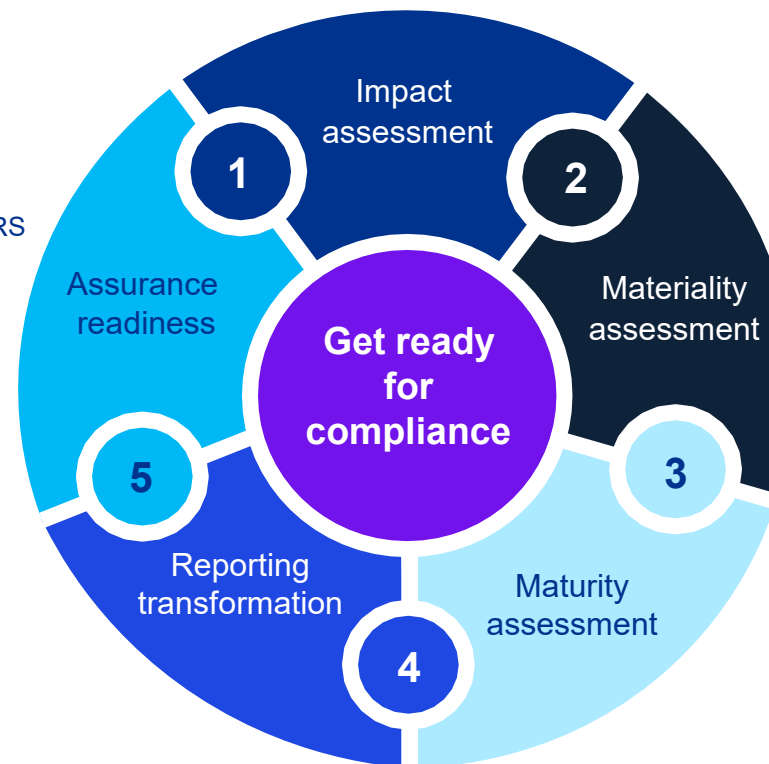 1
Impact
assessment
2
Materiality
assessment
3
Maturity
assessment
4
Reporting
transformation
5
Assurance
readiness
Get ready
for
compliance
RS